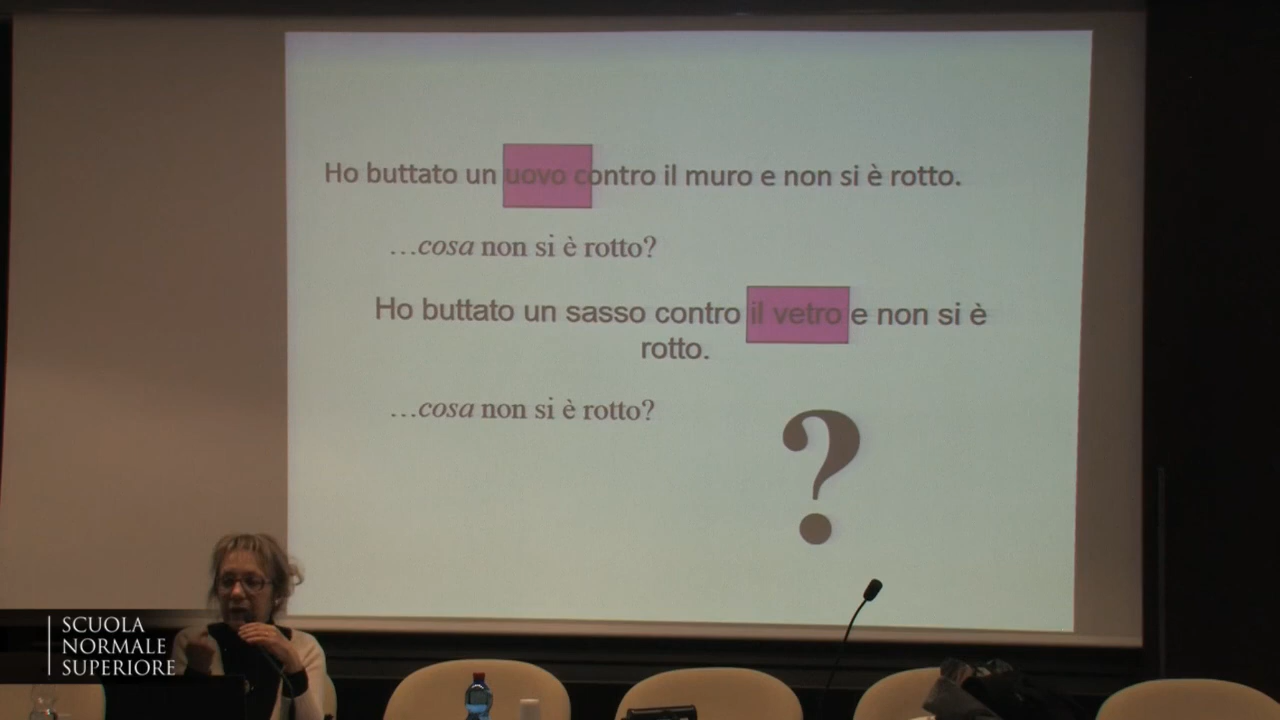 Ho buttato un uovo contro il muro e non si è rotto.
…cosa non si è rotto?
Ho buttato un sasso contro il vetro e non si è
rotto.
…cosa non si è rotto?
?
SCUOLA
NORMALE
SUPERIORE